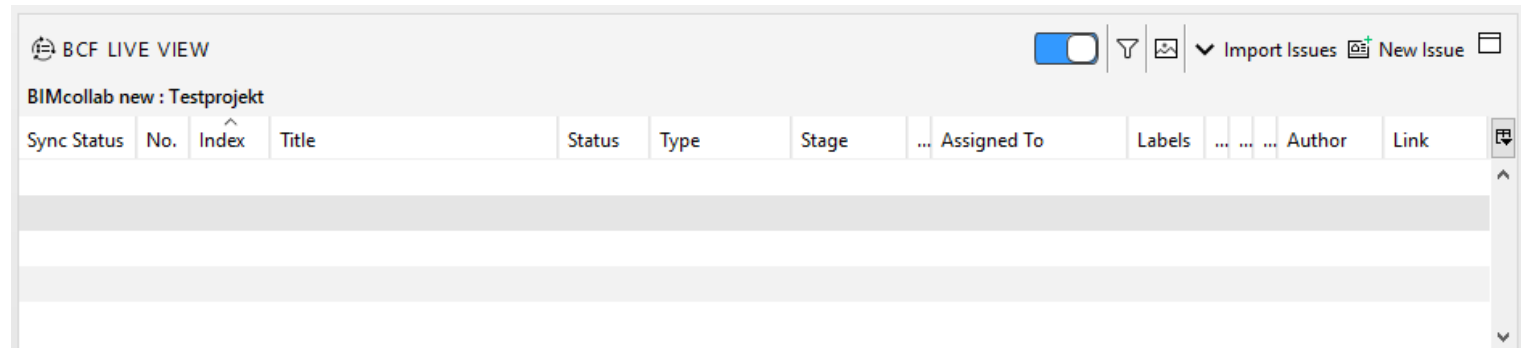 BCF LIVE VIEW Import Issues New Issue
BIMcollab new : Testprojekt
Sync Status No. Index Title Status Type Stage ... Assigned To Labels ... ... ... Author Link